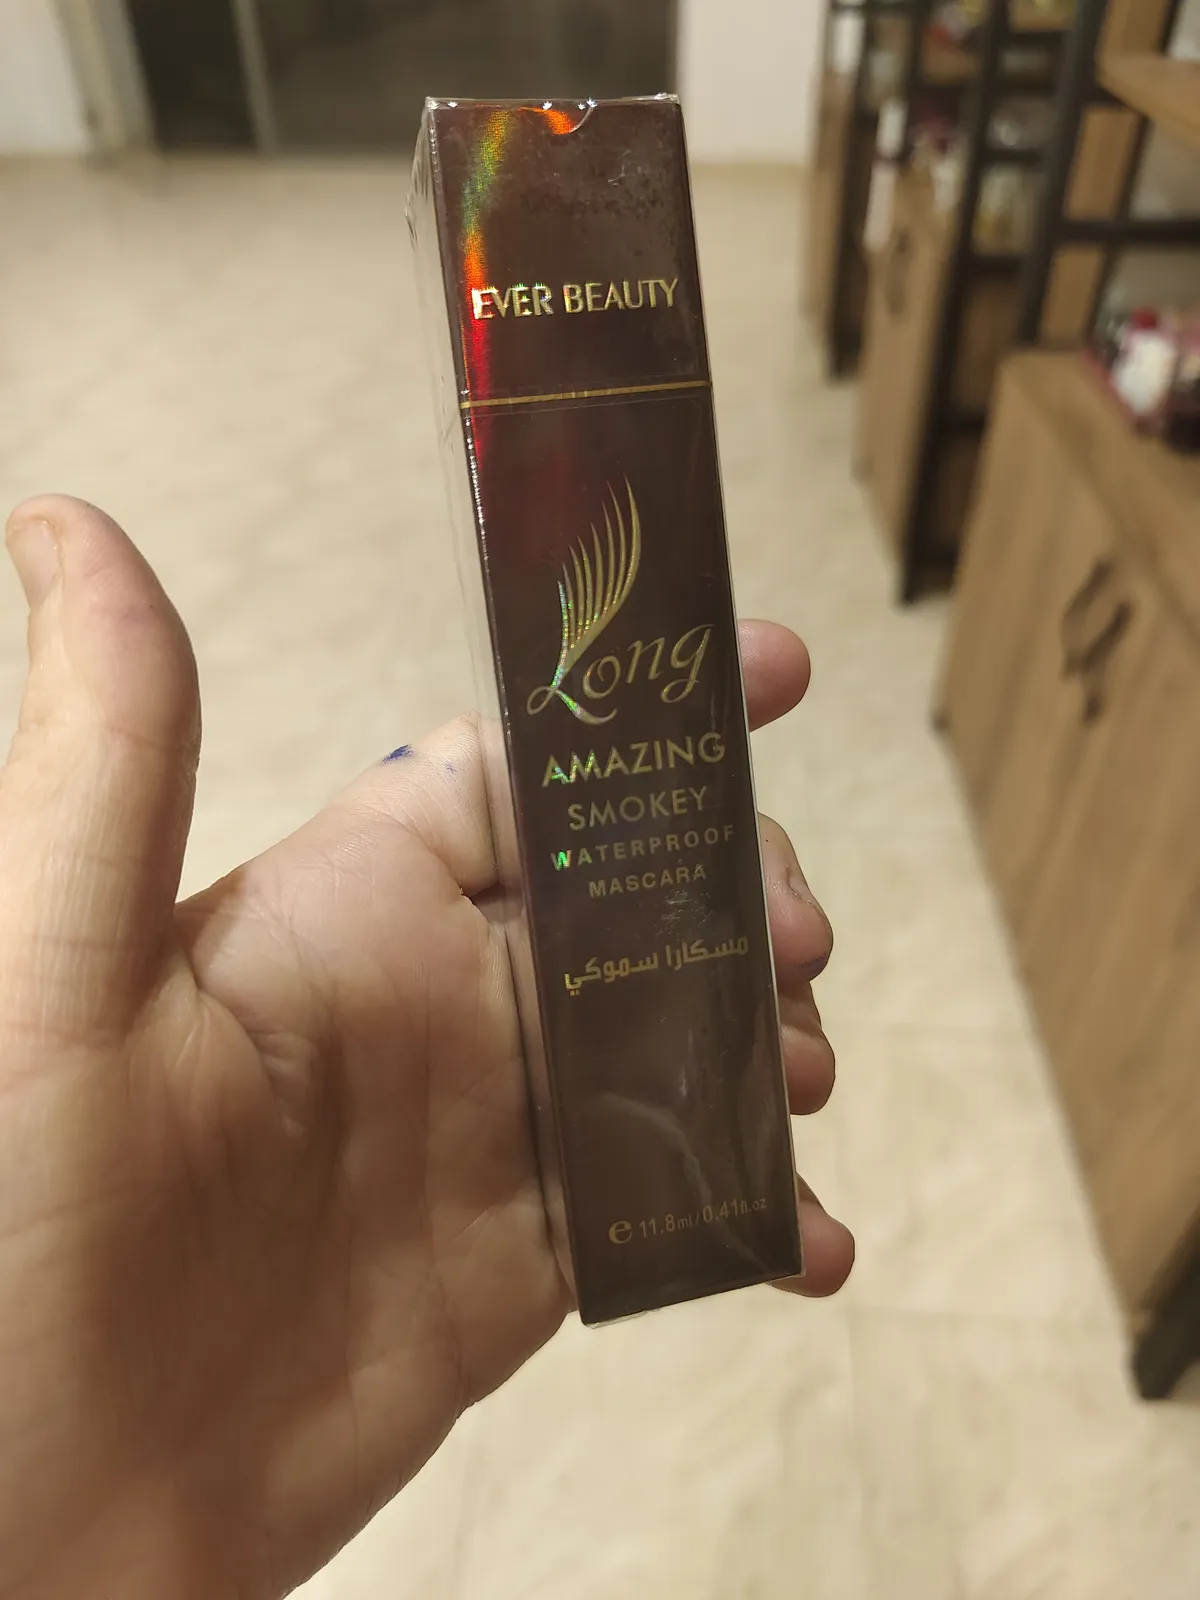 EVER BEAUTY
Long
AMAZING
SMOKEY
WATERPROOF
MASCARA
مسكارا سموكي
e 11.8ml/0.41fl.oz